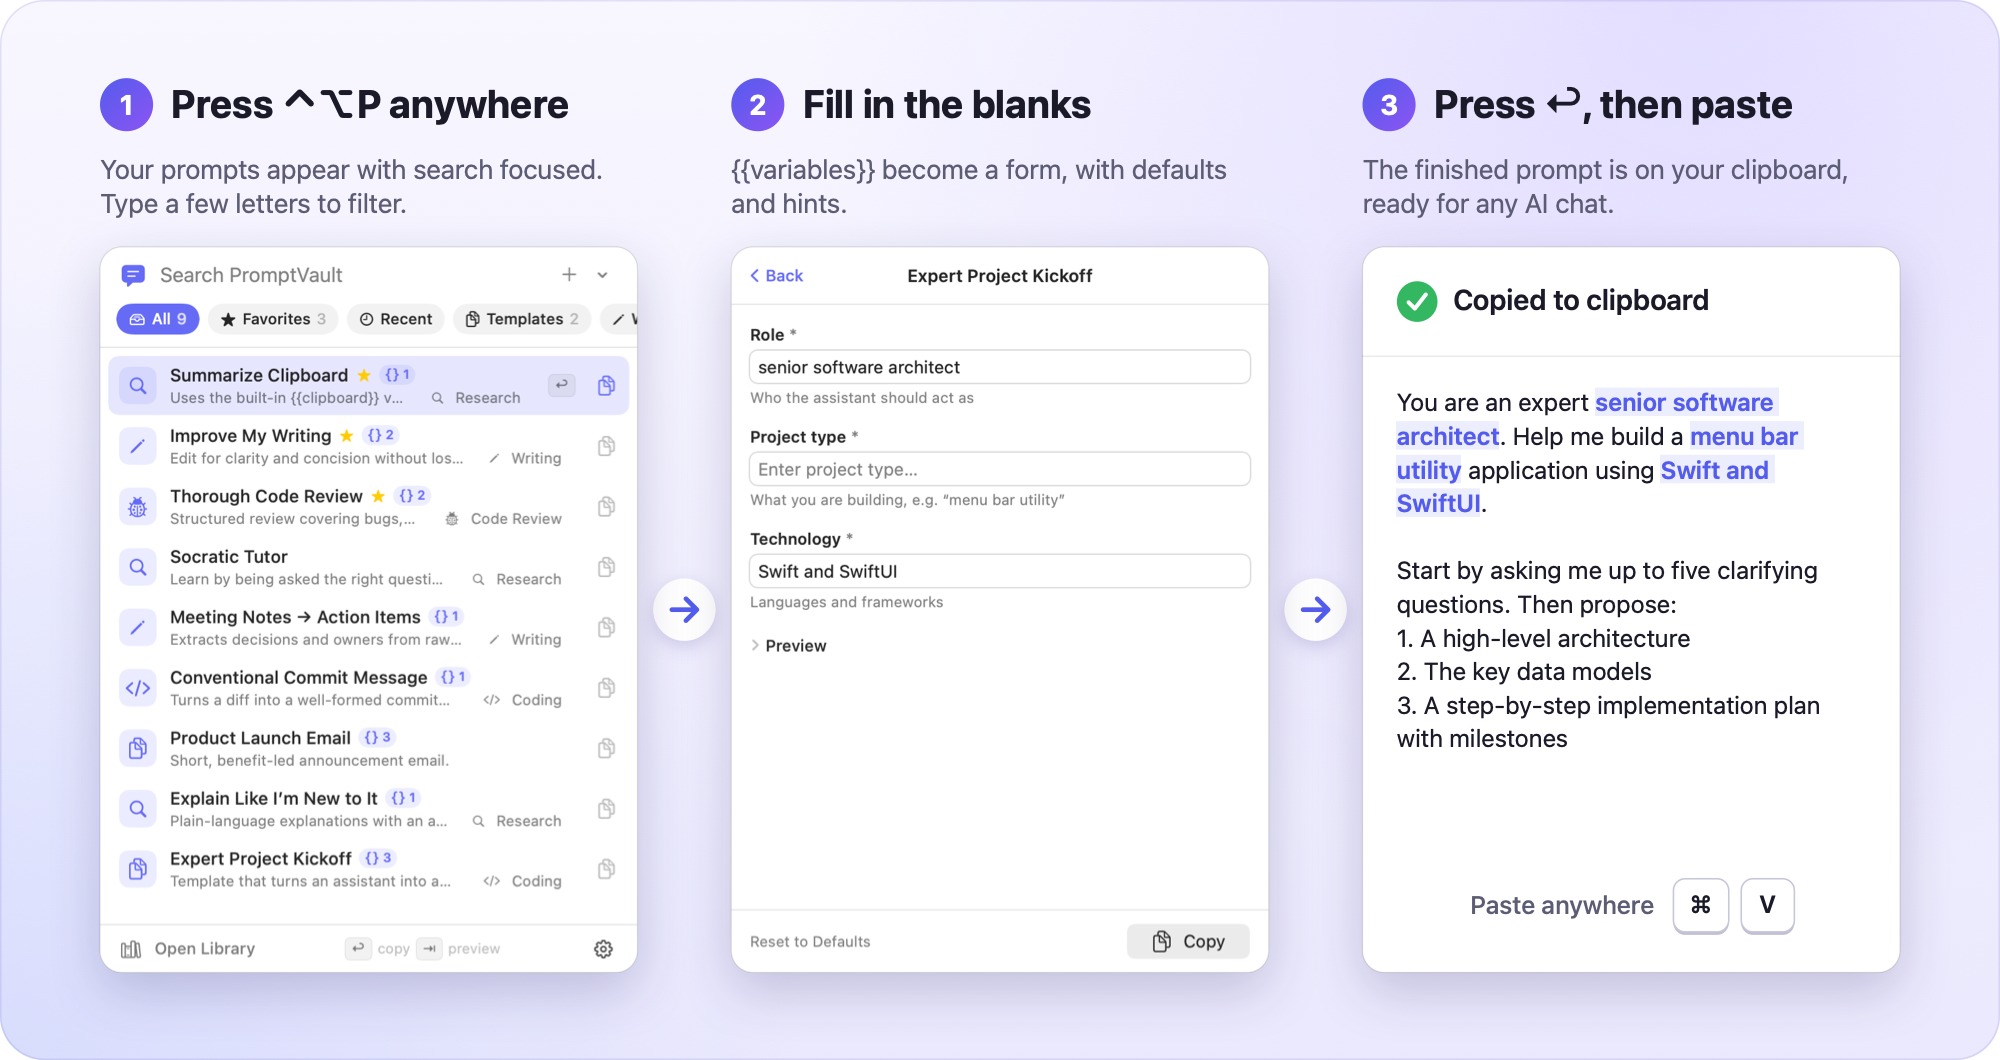 1 Press ⌃⌥P anywhere
Your prompts appear with search focused.
Type a few letters to filter.
Search PromptVault
All 9 Favorites 3 Recent Templates 2
Summarize Clipboard {} 1
Uses the built-in {{clipboard}} v... Research
Improve My Writing {} 2
Edit for clarity and concision without los... Writing
Thorough Code Review {} 2
Structured review covering bugs,... Code Review
Socratic Tutor
Learn by being asked the right questi... Research
Meeting Notes → Action Items {} 1
Extracts decisions and owners from raw... Writing
Conventional Commit Message {} 1
Turns a diff into a well-formed commit... </> Coding
Product Launch Email {} 3
Short, benefit-led announcement email.
Explain Like I’m New to It {} 1
Plain-language explanations with an a... Research
Expert Project Kickoff {} 3
Template that turns an assistant into a... </> Coding
Open Library ↩ copy ⇥ preview
2 Fill in the blanks
{{variables}} become a form, with defaults
and hints.
Back Expert Project Kickoff
Role *
senior software architect
Who the assistant should act as
Project type *
Enter project type...
What you are building, e.g. “menu bar utility”
Technology *
Swift and SwiftUI
Languages and frameworks
Preview
Reset to Defaults Copy
3 Press ↩, then paste
The finished prompt is on your clipboard,
ready for any AI chat.
Copied to clipboard
You are an expert senior software
architect. Help me build a menu bar
utility application using Swift and
SwiftUI.
Start by asking me up to five clarifying
questions. Then propose:
1. A high-level architecture
2. The key data models
3. A step-by-step implementation plan
with milestones
Paste anywhere ⌘ V